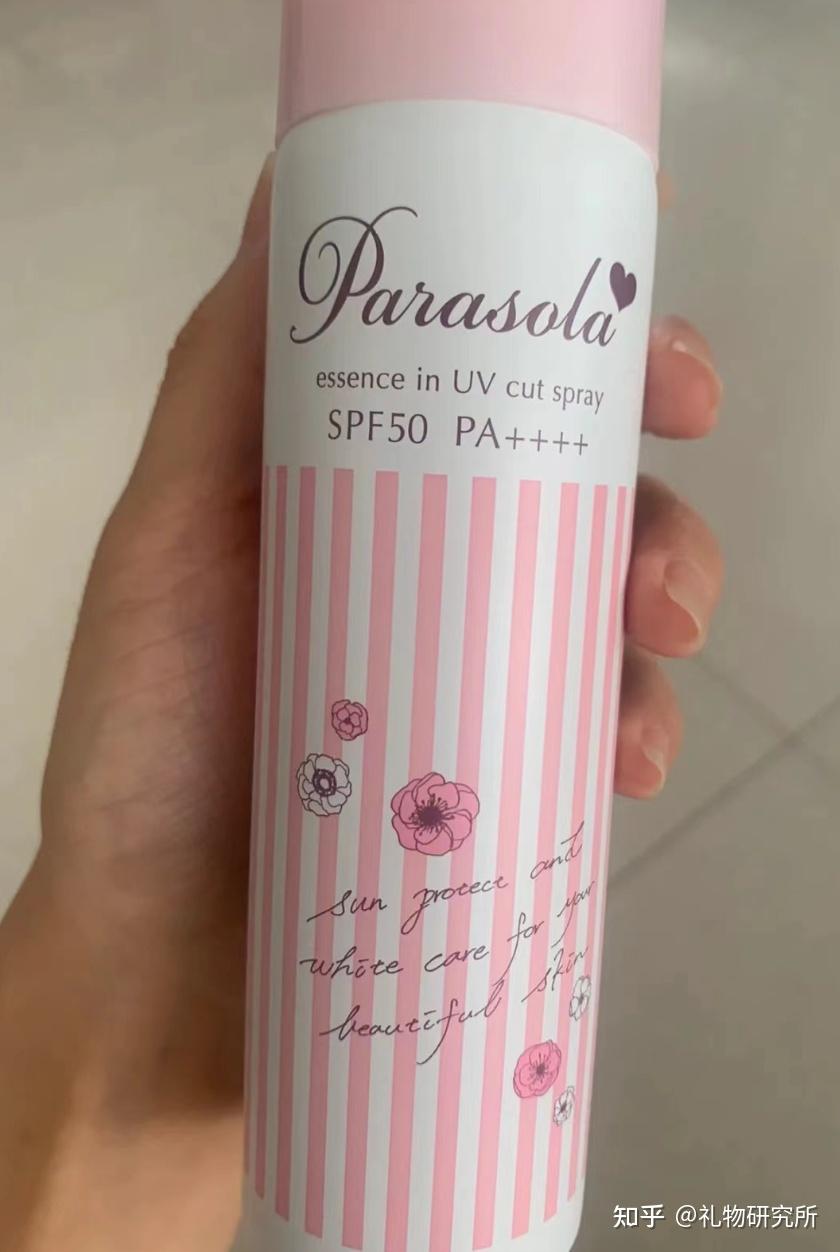 Parasola
essence in UV cut spray
SPF50 PA++++
sun protect and
white care for your
beautiful skin
知乎 @礼物研究所